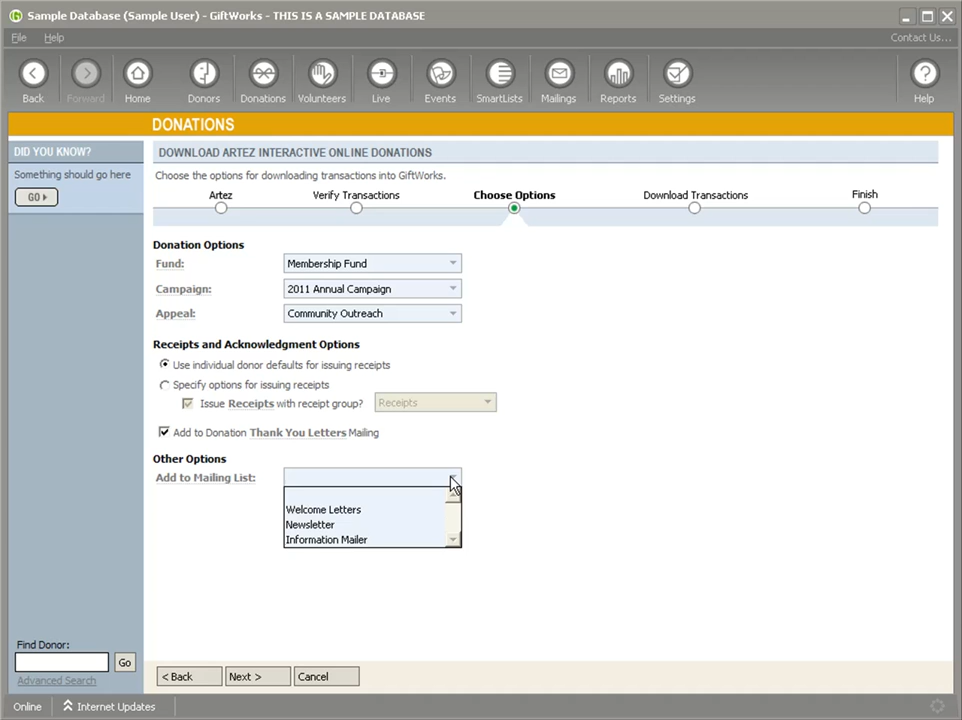 Sample Database (Sample User) - GiftWorks - THIS IS A SAMPLE DATABASE
File Help Contact Us...
Back Forward Home Donors Donations Volunteers Live Events SmartLists Mailings Reports Settings Help
DONATIONS
DID YOU KNOW?
Something should go here
GO
DOWNLOAD ARTEZ INTERACTIVE ONLINE DONATIONS
Choose the options for downloading transactions into GiftWorks.
Artez Verify Transactions Choose Options Download Transactions Finish
Donation Options
Fund: Membership Fund
Campaign: 2011 Annual Campaign
Appeal: Community Outreach
Receipts and Acknowledgment Options
Use individual donor defaults for issuing receipts
Specify options for issuing receipts
Issue Receipts with receipt group? Receipts
Add to Donation Thank You Letters Mailing
Other Options
Add to Mailing List:
Welcome Letters
Newsletter
Information Mailer
Find Donor:
Go
Advanced Search
< Back Next > Cancel
Online Internet Updates